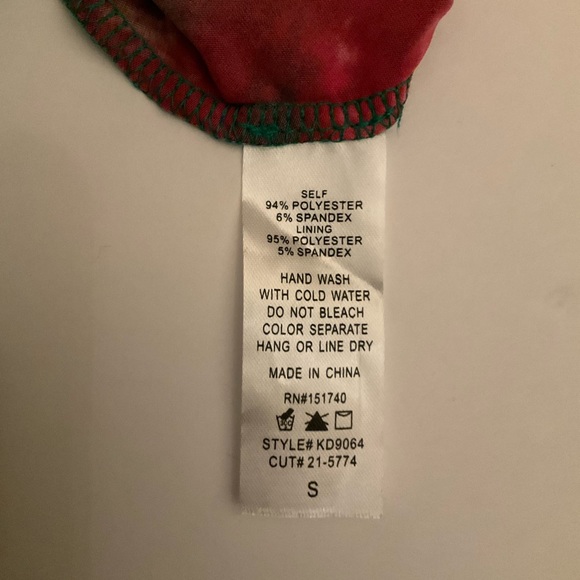 SELF
94% POLYESTER
6% SPANDEX
LINING
95% POLYESTER
5% SPANDEX
HAND WASH
WITH COLD WATER
DO NOT BLEACH
COLOR SEPARATE
HANG OR LINE DRY
MADE IN CHINA
RN#151740
STYLE# KD9064
CUT# 21-5774
S